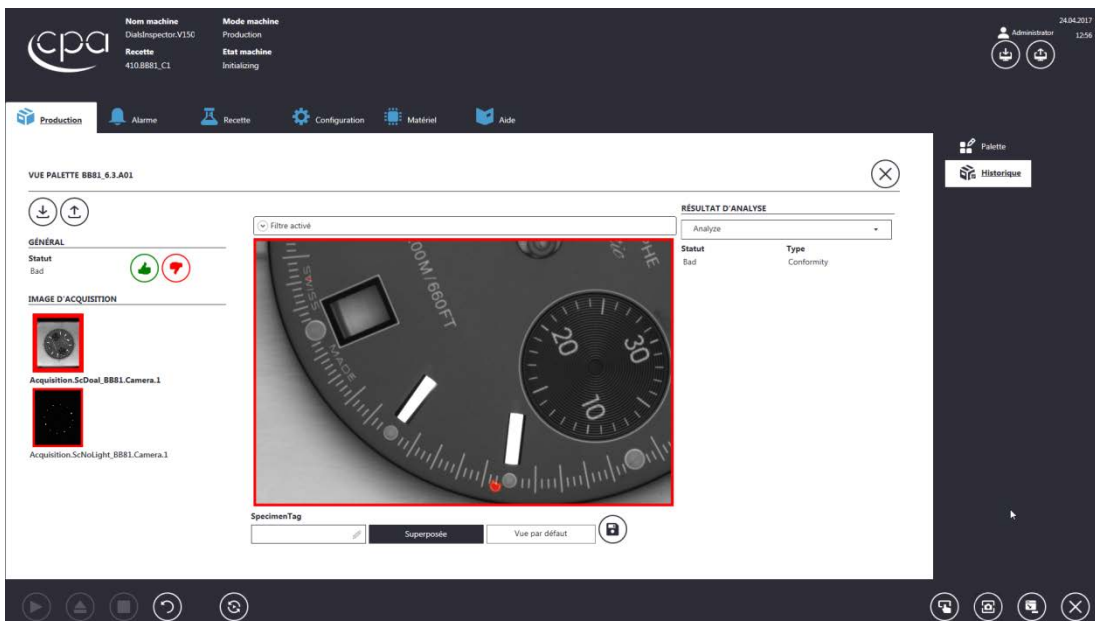 24.04.2017
cpa
Nom machine
DialsInspector.V150
Mode machine
Production
Administrator
12:56
Recette
410.BB81_C1
Etat machine
Initializing
Production
Alarme
Recette
Configuration
Matériel
Aide
Palette
Historique
VUE PALETTE BB81_6.3.A01
GÉNÉRAL
Statut
Bad
IMAGE D'ACQUISITION
Acquisition.ScDoal_BB81.Camera.1
Acquisition.ScNoLight_BB81.Camera.1
Filtre activé
SWISS
MADE
00M/660FT
PHE
20
30
10
SpecimenTag
Superposée
Vue par défaut
RÉSULTAT D'ANALYSE
Analyze
Statut
Type
Bad
Conformity